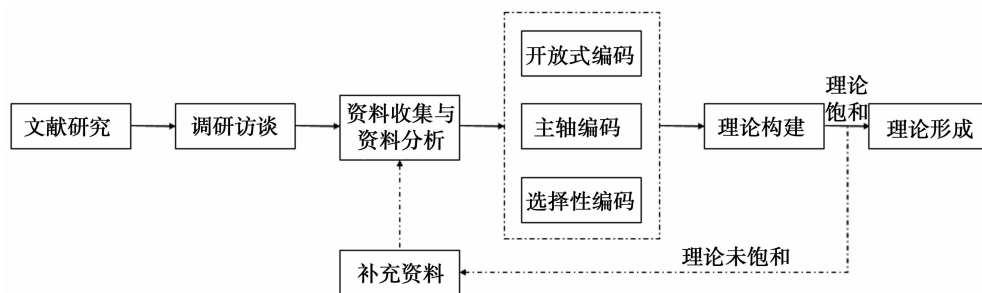 文献研究
调研访谈
资料收集与
资料分析
开放式编码
主轴编码
选择性编码
理论构建
理论
饱和
理论形成
理论未饱和
补充资料